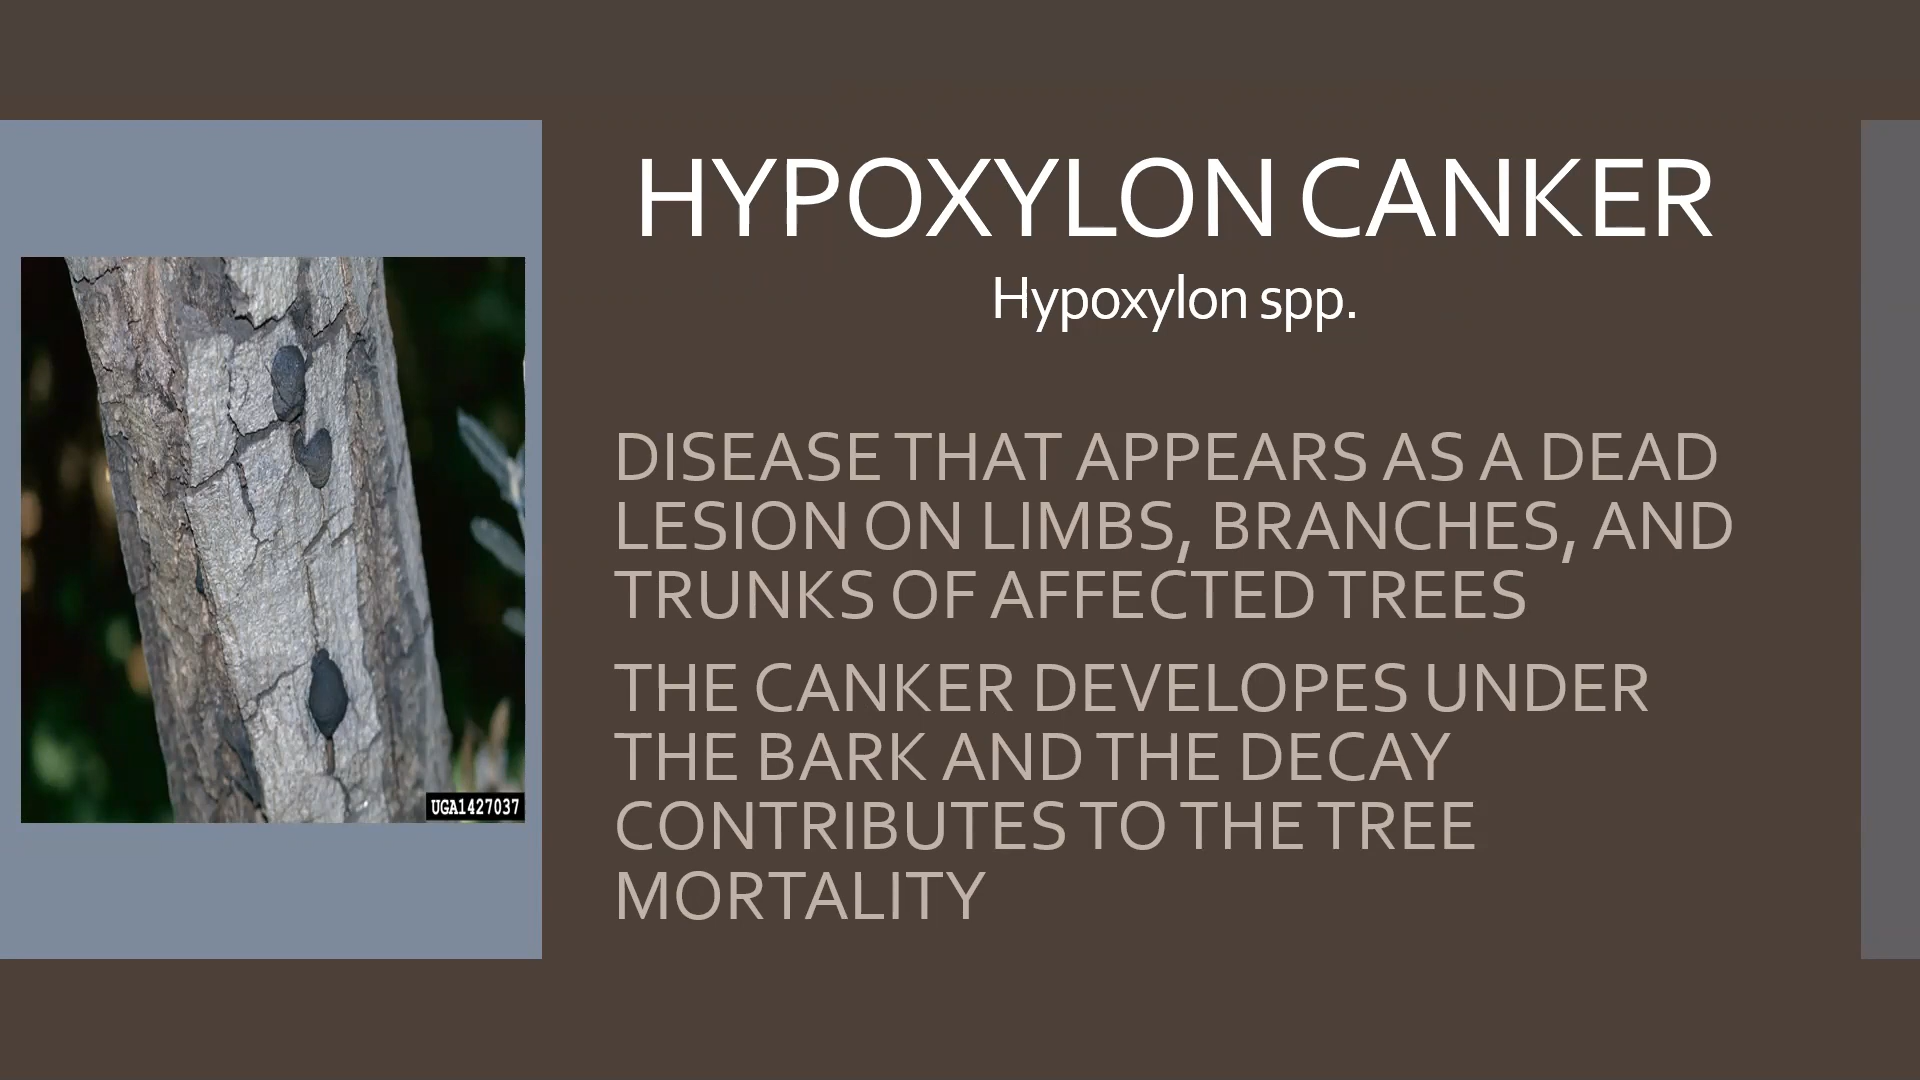 HYPOXYLON CANKER
Hypoxylon spp.
DISEASE THAT APPEARS AS A DEAD
LESION ON LIMBS, BRANCHES, AND
TRUNKS OF AFFECTED TREES
THE CANKER DEVELOPES UNDER
THE BARK AND THE DECAY
CONTRIBUTES TO THE TREE
MORTALITY
UGA1427037